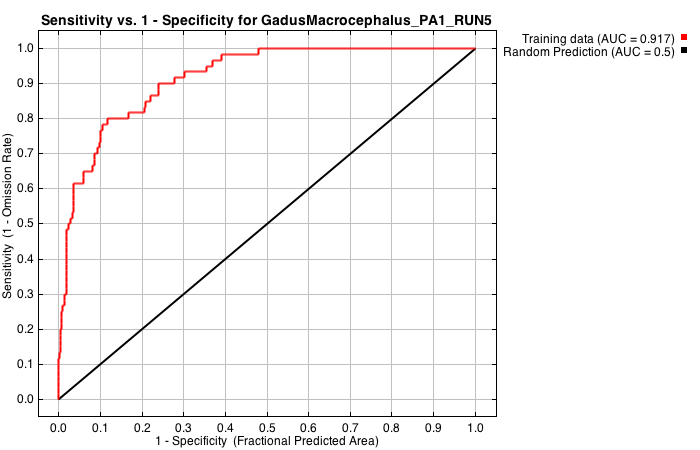 Sensitivity vs. 1 - Specificity for GadusMacrocephalus_PA1_RUN5
Training data (AUC = 0.917)
Random Prediction (AUC = 0.5)
1.0
0.9
0.8
0.7
0.6
0.5
0.4
0.3
0.2
0.1
0.0
Sensitivity (1 - Omission Rate)
0.0 0.1 0.2 0.3 0.4 0.5 0.6 0.7 0.8 0.9 1.0
1 - Specificity (Fractional Predicted Area)